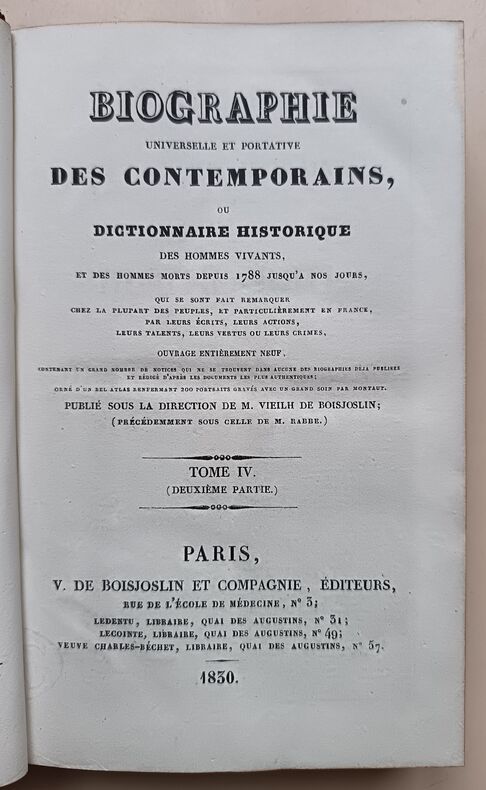 BIOGRAPHIE
UNIVERSELLE ET PORTATIVE
DES CONTEMPORAINS,
OU
DICTIONNAIRE HISTORIQUE
DES HOMMES VIVANTS,
ET DES HOMMES MORTS DEPUIS 1788 JUSQU'A NOS JOURS,
QUI SE SONT FAIT REMARQUER
CHEZ LA PLUPART DES PEUPLES, ET PARTICULIÈREMENT EN FRANCE,
PAR LEURS ÉCRITS, LEURS ACTIONS,
LEURS TALENTS, LEURS VERTUS OU LEURS CRIMES.
OUVRAGE ENTIÈREMENT NEUF,
CONTENANT UN GRAND NOMBRE DE NOTICES QUI NE SE TROUVENT DANS AUCUNE DES BIOGRAPHIES DÉJA PUBLIÉES
ET RÉDIGÉ D'APRÈS LES DOCUMENTS LES PLUS AUTHENTIQUES;
ORNÉ D'UN BEL ATLAS RENFERMANT 200 PORTRAITS GRAVÉS AVEC UN GRAND SOIN PAR MONTAUT.
PUBLIÉ SOUS LA DIRECTION DE M. VIEILH DE BOISJOSLIN;
(PRÉCÉDEMMENT SOUS CELLE DE M. RABBE.)
TOME IV.
(DEUXIÈME PARTIE.)
PARIS,
V. DE BOISJOSLIN ET COMPAGNIE, ÉDITEURS,
RUE DE L'ÉCOLE DE MÉDECINE, N° 3;
LEDENTU, LIBRAIRE, QUAI DES AUGUSTINS, N° 31;
LECOINTE, LIBRAIRE, QUAI DES AUGUSTINS, N° 49;
VEUVE CHARLES-BÉCHET, LIBRAIRE, QUAI DES AUGUSTINS, N° 57.
1830.